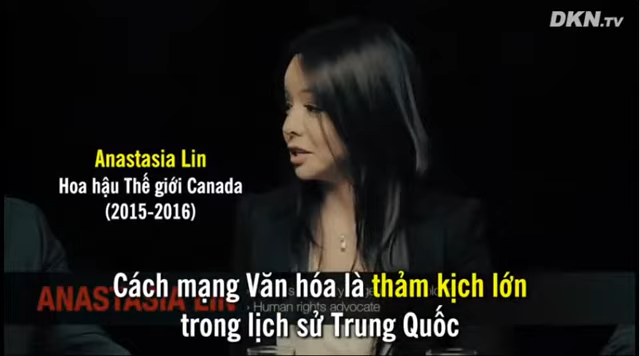 DKN.TV
Anastasia Lin
Hoa hậu Thế giới Canada
(2015-2016)
Cách mạng Văn hóa là thảm kịch lớn
ANASTASIA LIN
Human rights advocate
trong lịch sử Trung Quốc